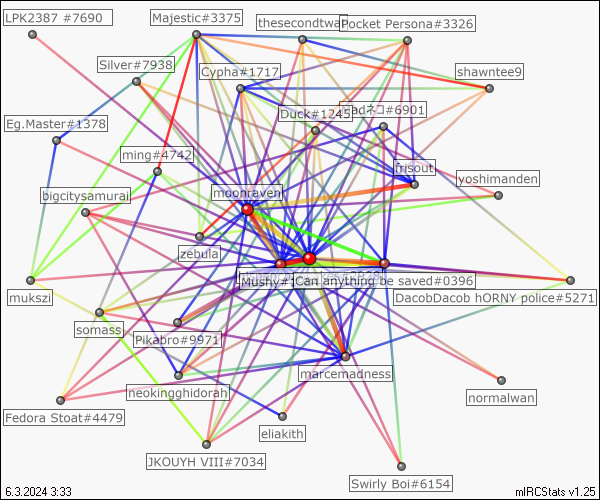 LPK2387 #7690
Majestic#3375
thesecondtwa
Pocket Persona#3326
Silver#7938
Cypha#1717
shawntee9
Duck#1245
adネコ#6901
Eg.Master#1378
ming#4742
frisout
yoshimanden
moonraven
bigcitysamurai
zebula
Mushy#1
Can anything be saved#0396
mukszi
DacobDacob hORNY police#5271
somass
Pikabro#9971
marcemadness
neokingghidorah
normalwan
Fedora Stoat#4479
eliakith
JKOUYH VIII#7034
Swirly Boi#6154
6.3.2024 3:33
mIRCStats v1.25